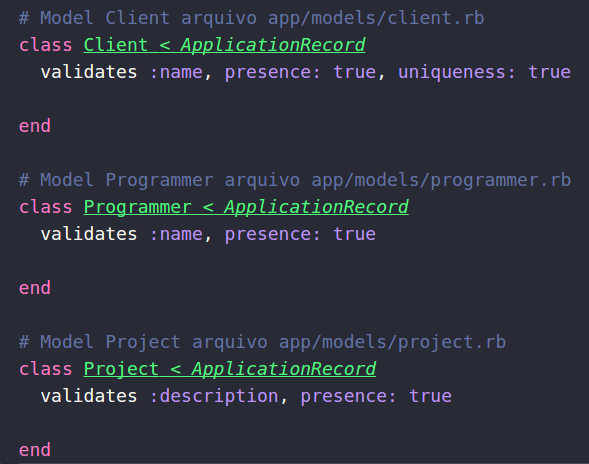 # Model Client arquivo app/models/client.rb
class Client < ApplicationRecord
  validates :name, presence: true, uniqueness: true
end
# Model Programmer arquivo app/models/programmer.rb
class Programmer < ApplicationRecord
  validates :name, presence: true
end
# Model Project arquivo app/models/project.rb
class Project < ApplicationRecord
  validates :description, presence: true
end